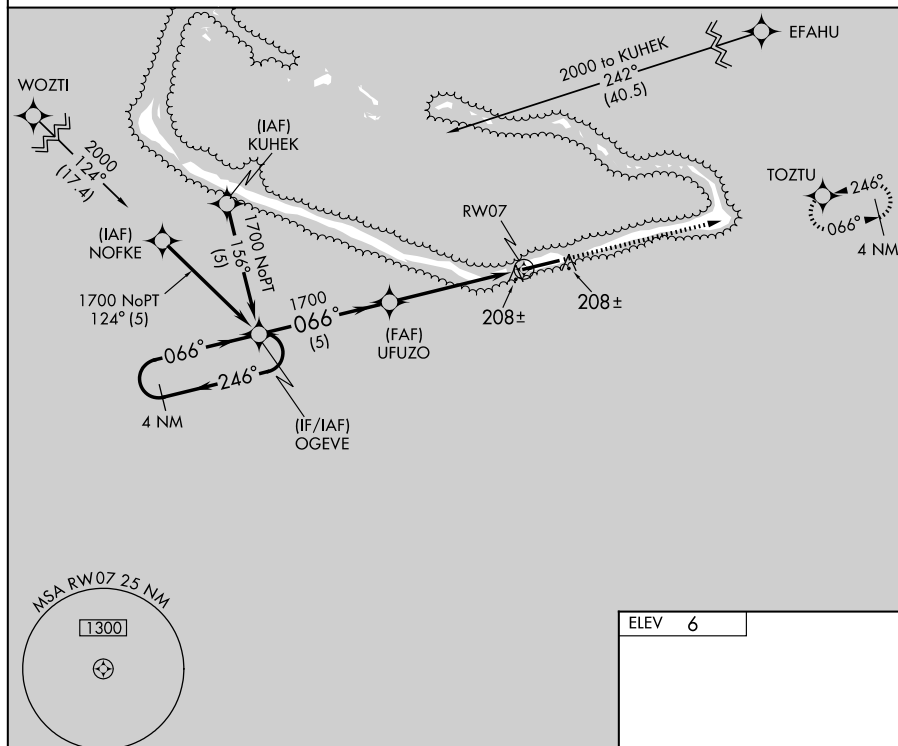 EFAHU
2000 to KUHEK
242°
(40.5)
WOZTI
2000
124°
(17.4)
(IAF)
KUHEK
TOZTU
246°
066°
4 NM
RW07
(IAF)
NOFKE
1700 NoPT
156°
(5)
1700 NoPT
124° (5)
1700
066°
(5)
208±
208±
(FAF)
UFUZO
066°
246°
4 NM
(IF/IAF)
OGEVE
MSA RW07 25 NM
1300
ELEV 6